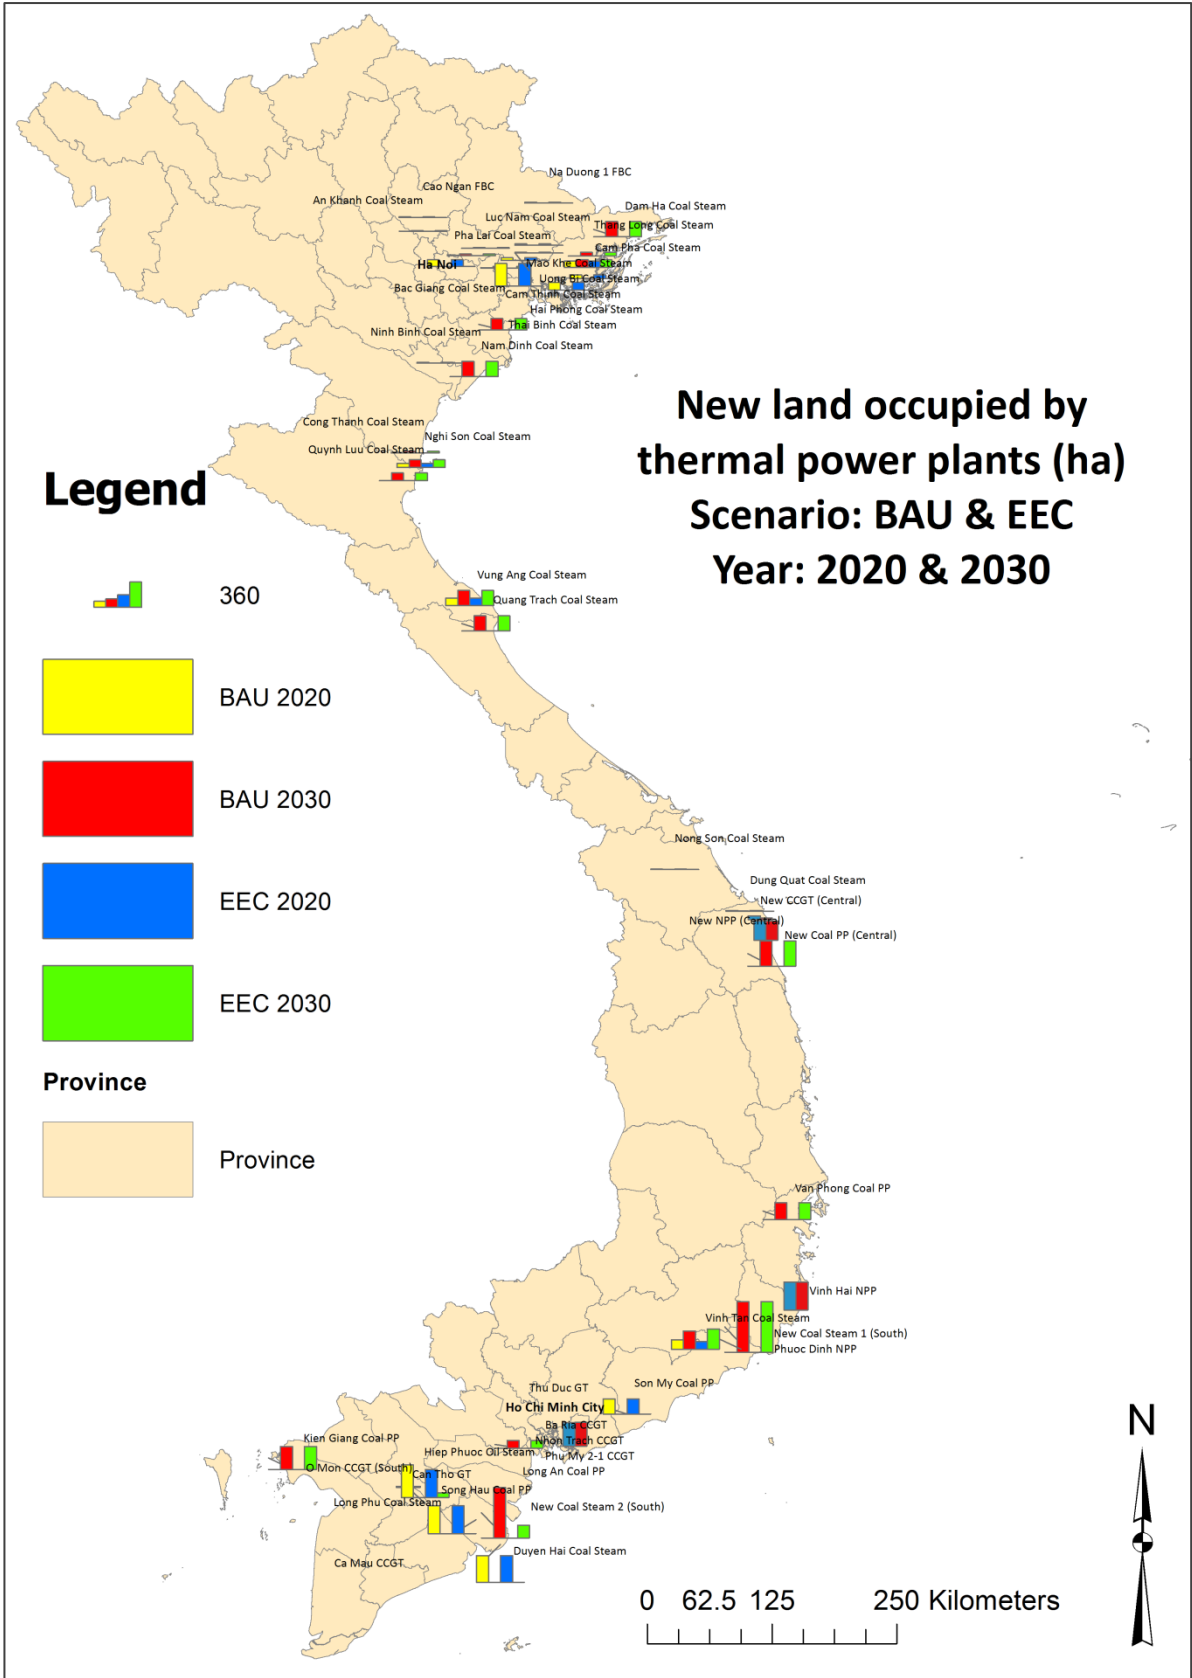 Na Duong 1 FBC
Cao Ngan FBC
An Khanh Coal Steam
Dam Ha Coal Steam
Luc Nam Coal Steam
Thang Long Coal Steam
Pha Lai Coal Steam
Cam Pha Coal Steam
Ha Noi
Mao Khe Coal Steam
Uong Bi Coal Steam
Bac Giang Coal Steam
Cam Thinh Coal Steam
Hai Phong Coal Steam
Thai Binh Coal Steam
Ninh Binh Coal Steam
Nam Dinh Coal Steam
New land occupied by
thermal power plants (ha)
Scenario: BAU & EEC
Year: 2020 & 2030
Cong Thanh Coal Steam
Nghi Son Coal Steam
Quynh Luu Coal Steam
Legend
360
BAU 2020
BAU 2030
EEC 2020
EEC 2030
Province
Province
Vung Ang Coal Steam
Quang Trach Coal Steam
Nong Son Coal Steam
Dung Quat Coal Steam
New CCGT (Central)
New NPP (Central)
New Coal PP (Central)
Van Phong Coal PP
Vinh Hai NPP
Vinh Tan Coal Steam
New Coal Steam 1 (South)
Phuoc Dinh NPP
Son My Coal PP
Thu Duc GT
Ho Chi Minh City
Ba Ria CCGT
Nhon Trach CCGT
Phu My 2-1 CCGT
Kien Giang Coal PP
Hiep Phuoc Oil Steam
Long An Coal PP
O Mon CCGT (South)
Can Tho GT
Song Hau Coal PP
Long Phu Coal Steam
New Coal Steam 2 (South)
Duyen Hai Coal Steam
Ca Mau CCGT
0 62.5 125 250 Kilometers
N